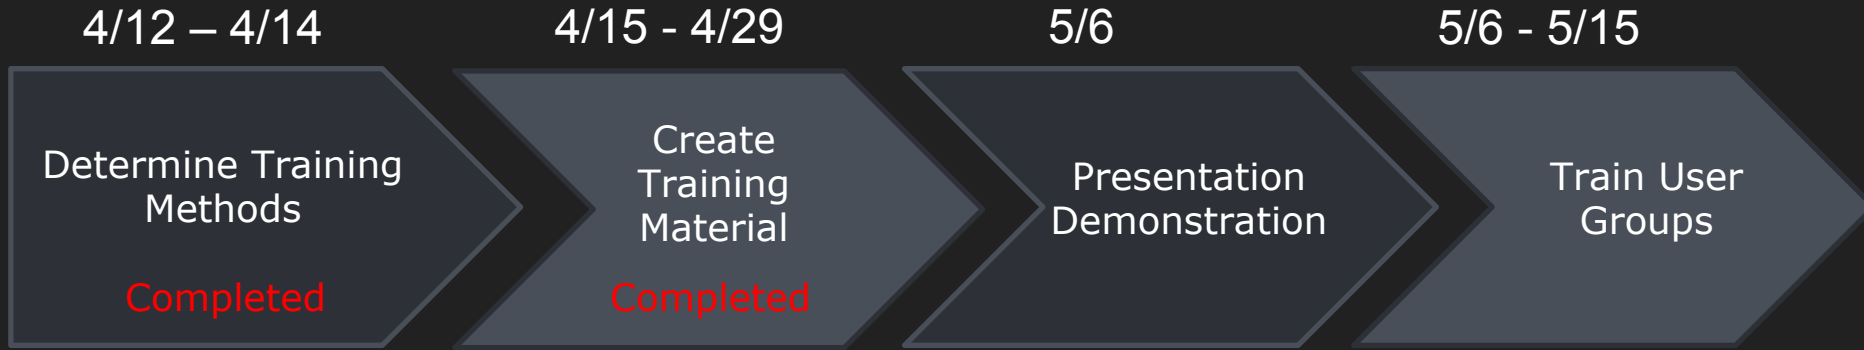 4/12 – 4/14
4/15 - 4/29
5/6
5/6 - 5/15
Determine Training
Methods
Completed
Create
Training
Material
Completed
Presentation
Demonstration
Train User
Groups